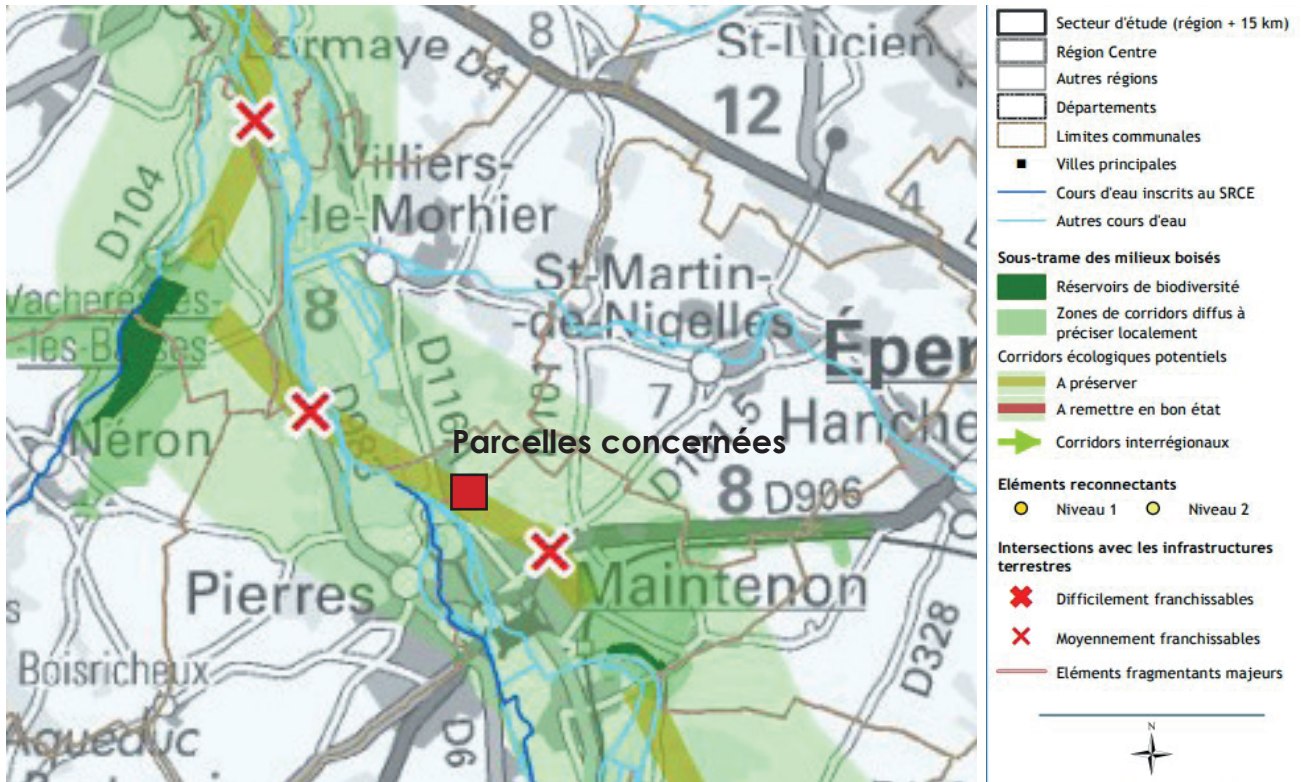 Lormaye
8
St-Lucien
D4
12
D104
Villiers-
-le-Morhier
4
St-Martin-
-de-Nigelles
Vacheresses-
-les-Basses
8
Éper
D116
D101
7
D1015
Hanche
D983
Néron
Parcelles concernées
8 D906
Pierres
Maintenon
D328
s
Boisricheux
Aqueduc
D6
Secteur d'étude (région + 15 km)
Région Centre
Autres régions
Départements
Limites communales
Villes principales
Cours d'eau inscrits au SRCE
Autres cours d'eau
Sous-trame des milieux boisés
Réservoirs de biodiversité
Zones de corridors diffus à
préciser localement
Corridors écologiques potentiels
A préserver
A remettre en bon état
Corridors interrégionaux
Eléments reconnectants
Niveau 1 Niveau 2
Intersections avec les infrastructures
terrestres
Difficilement franchissables
Moyennement franchissables
Eléments fragmentants majeurs
N